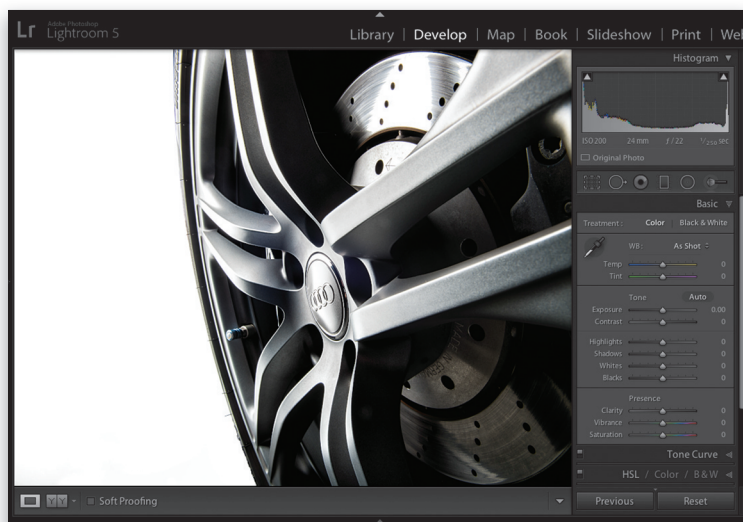 Lr Adobe Photoshop
Lightroom 5
Library | Develop | Map | Book | Slideshow | Print | Web
Histogram
ISO 200 24 mm f / 22 1/250 sec
Original Photo
Basic
Treatment : Color Black & White
WB : As Shot
Temp 0
Tint 0
Tone Auto
Exposure 0.00
Contrast 0
Highlights 0
Shadows 0
Whites 0
Blacks 0
Presence
Clarity 0
Vibrance 0
Saturation 0
Tone Curve
HSL / Color / B & W
Y Y Soft Proofing
Previous Reset